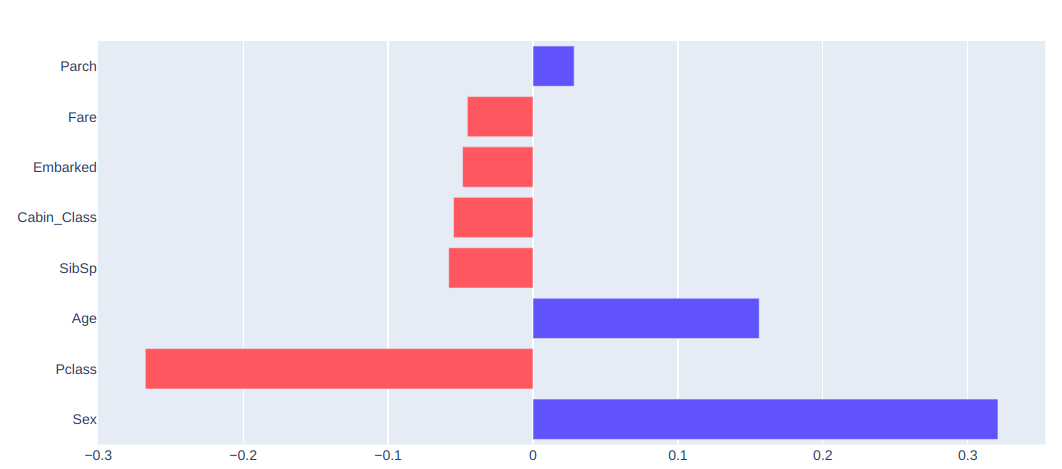 Parch
Fare
Embarked
Cabin_Class
SibSp
Age
Pclass
Sex
−0.3 −0.2 −0.1 0 0.1 0.2 0.3